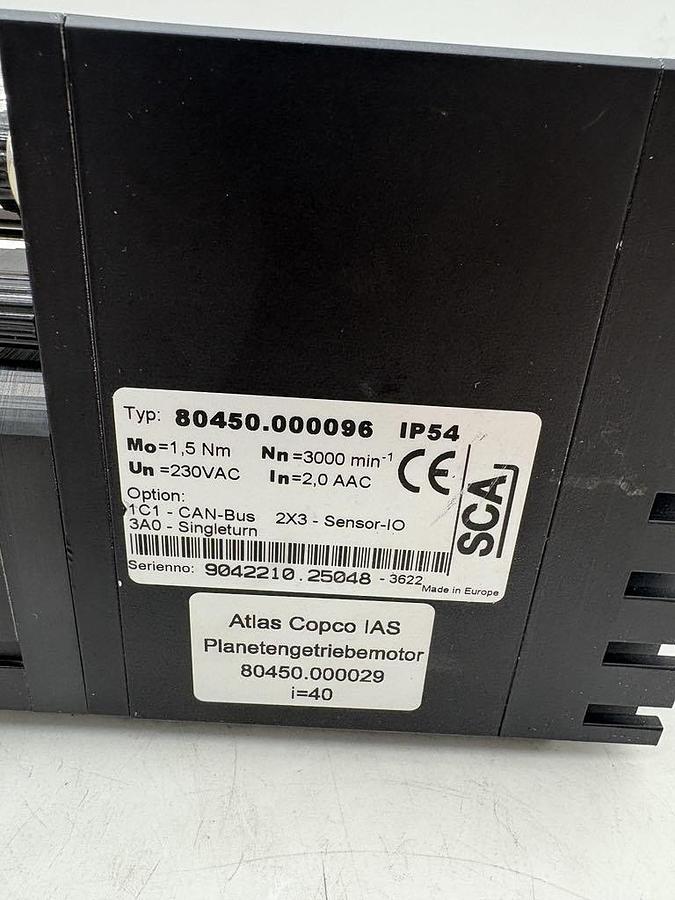 Typ: 80450.000096 IP54
Mo=1,5 Nm Nn=3000 min-1
Un=230VAC In=2,0 AAC
CE
SCA
Option:
1C1 - CAN-Bus 2X3 - Sensor-IO
3A0 - Singleturn
Serienno: 9042210.25048 - 3622
Made in Europe
Atlas Copco IAS
Planetengetriebemotor
80450.000029
i=40